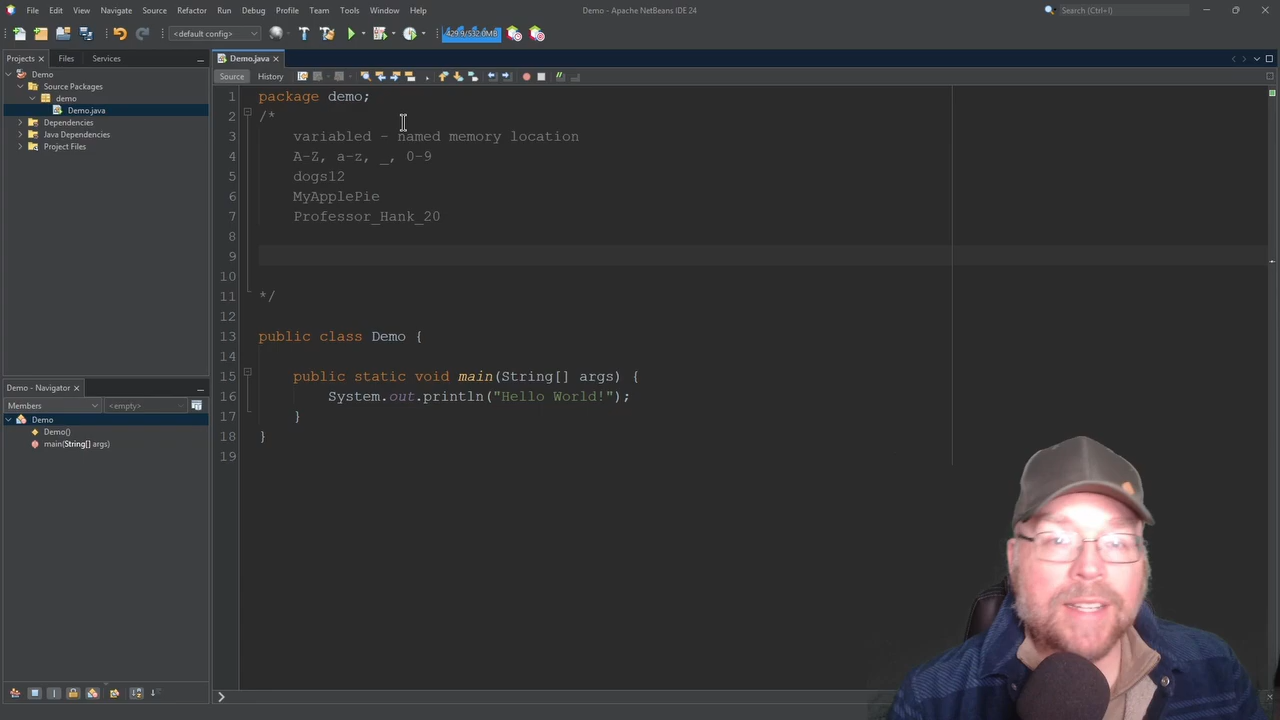 File Edit View Navigate Source Refactor Run Debug Profile Team Tools Window Help
Demo - Apache NetBeans IDE 24
Search (Ctrl+I)
<default config>
429.9/532.0MB
Projects Files Services
Demo
Source Packages
demo
Demo.java
Dependencies
Java Dependencies
Project Files
Demo - Navigator
Members <empty>
Demo
Demo()
main(String[] args)
Demo.java
Source History
1 package demo;
2 /*
3 variabled - named memory location
4 A-Z, a-z, _, 0-9
5 dogs12
6 MyApplePie
7 Professor_Hank_20
8
9
10
11 */
12
13 public class Demo {
14
15 public static void main(String[] args) {
16 System.out.println("Hello World!");
17 }
18 }
19